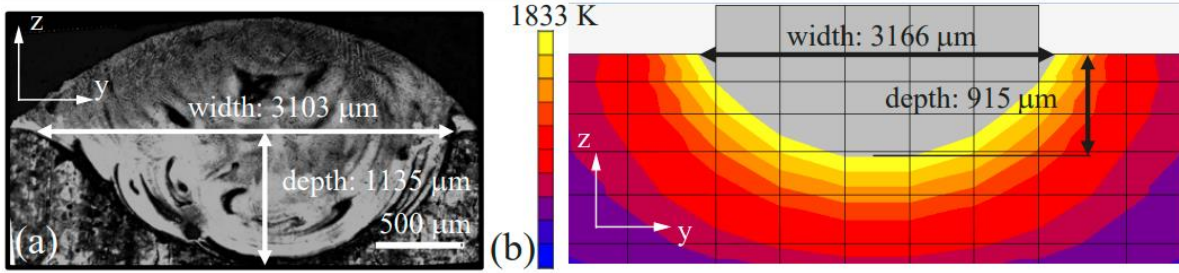 z
y
width: 3103 μm
depth: 1135 μm
500 μm
(a)
1833 K
(b)
width: 3166 μm
depth: 915 μm
z
y